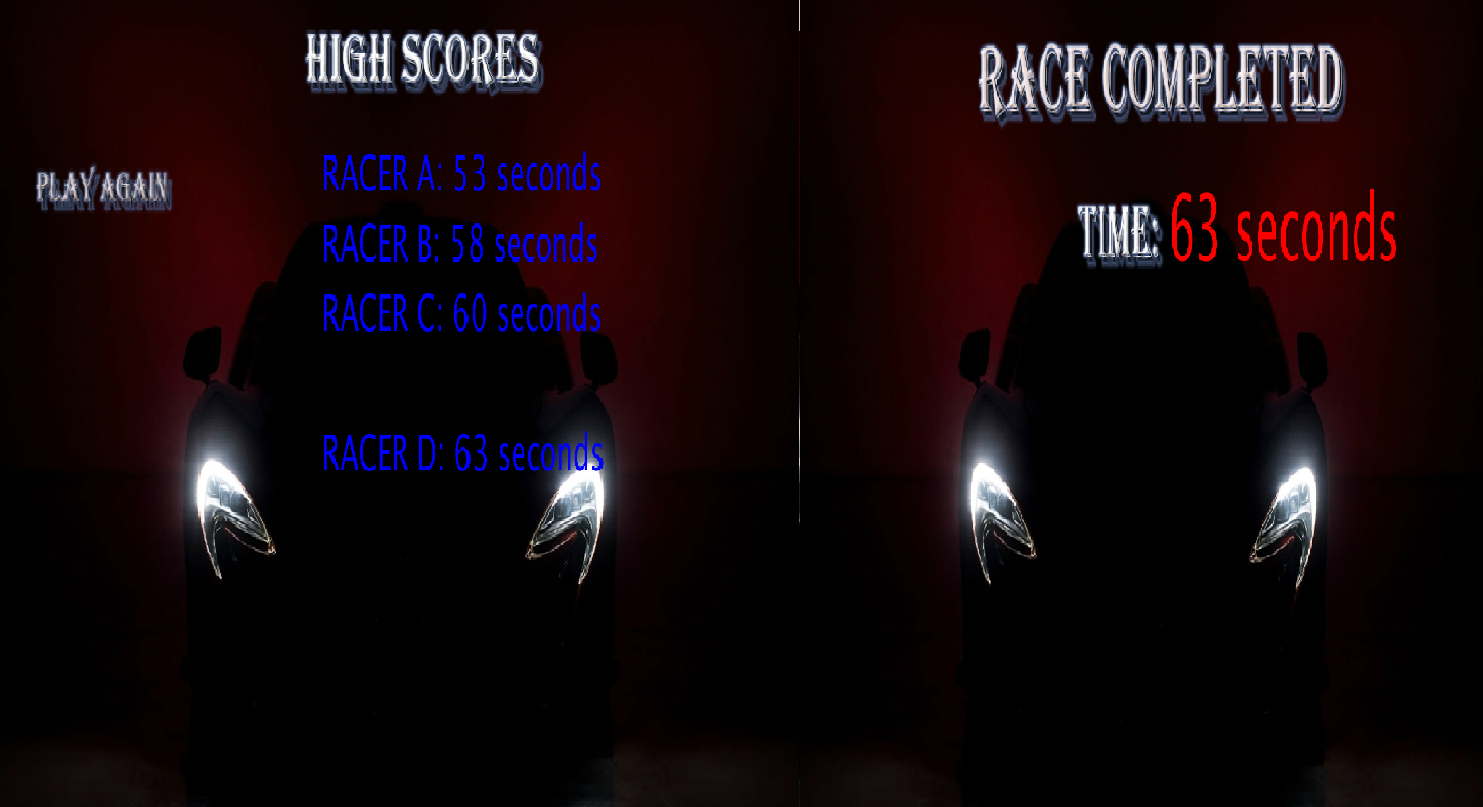 HIGH SCORES
PLAY AGAIN
RACER A: 53 seconds
RACER B: 58 seconds
RACER C: 60 seconds
RACER D: 63 seconds
RACE COMPLETED
TIME: 63 seconds